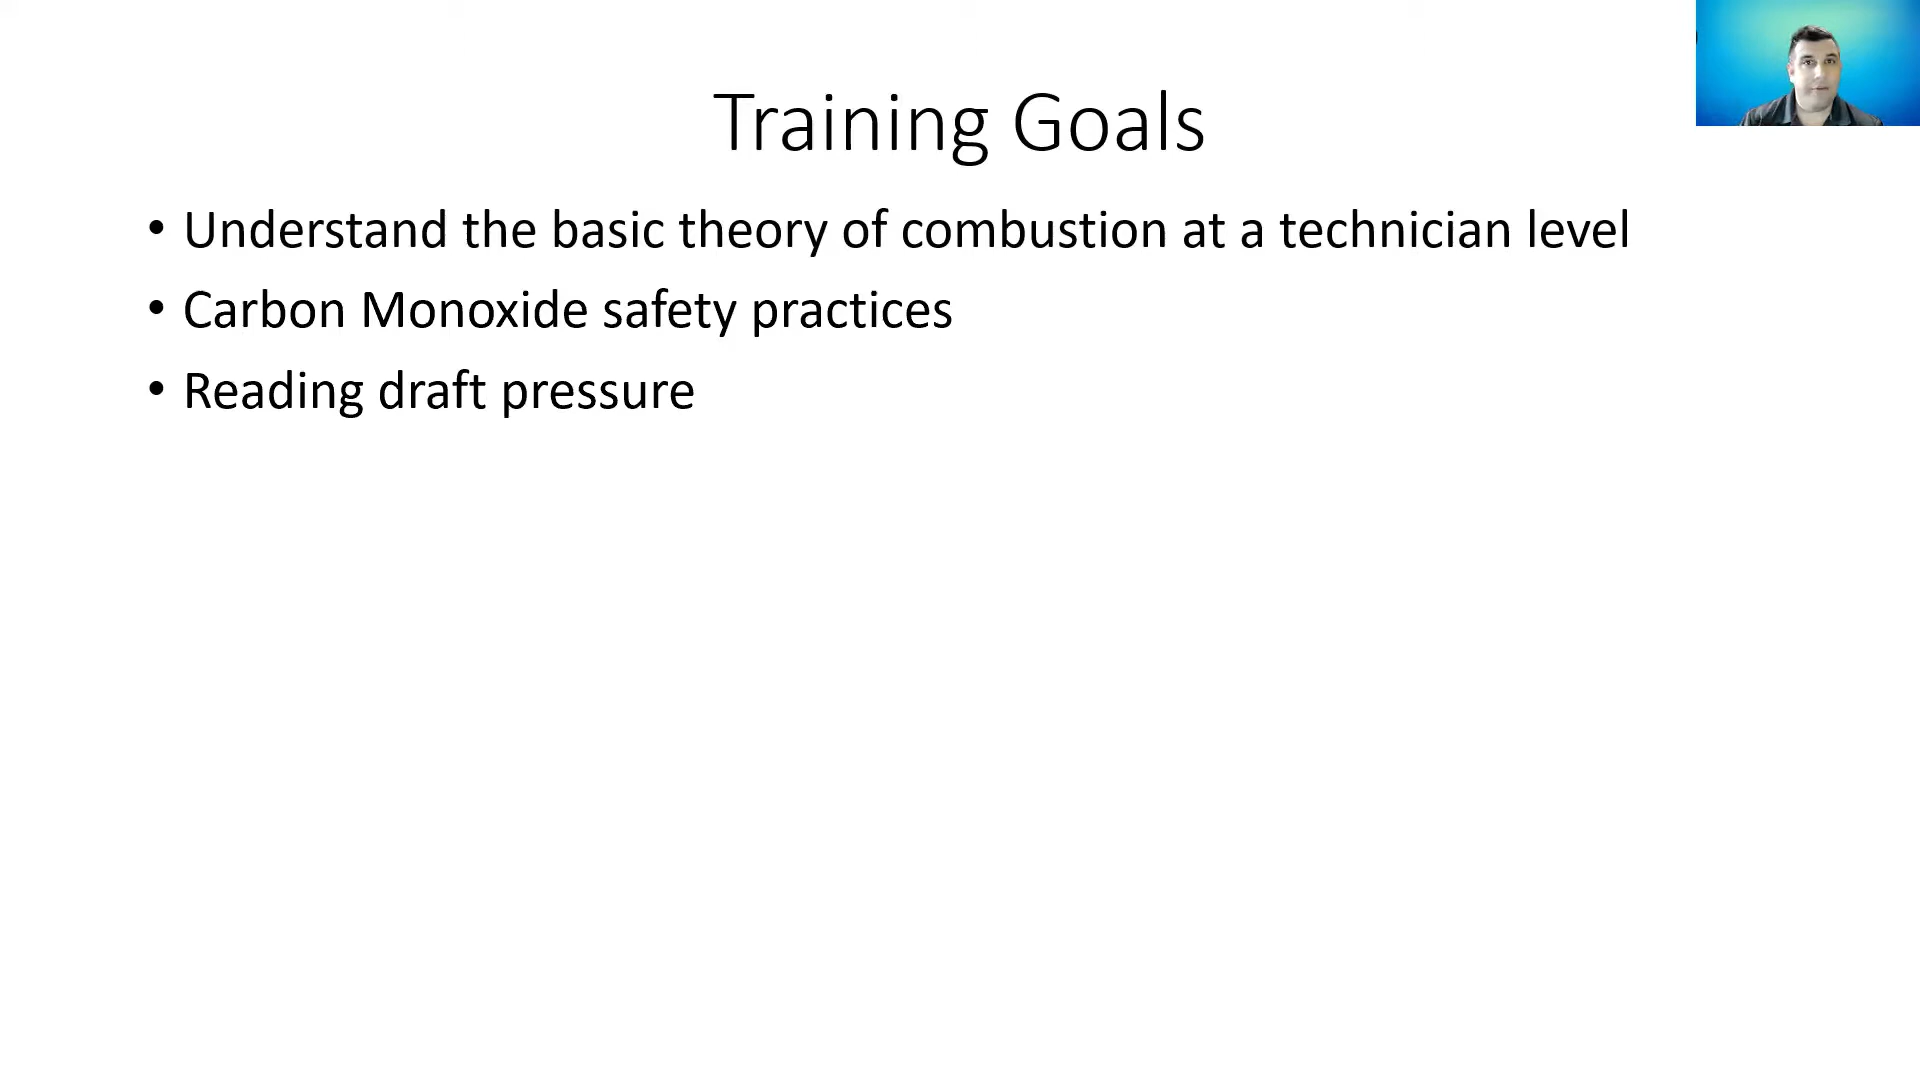 Training Goals
• Understand the basic theory of combustion at a technician level
• Carbon Monoxide safety practices
• Reading draft pressure